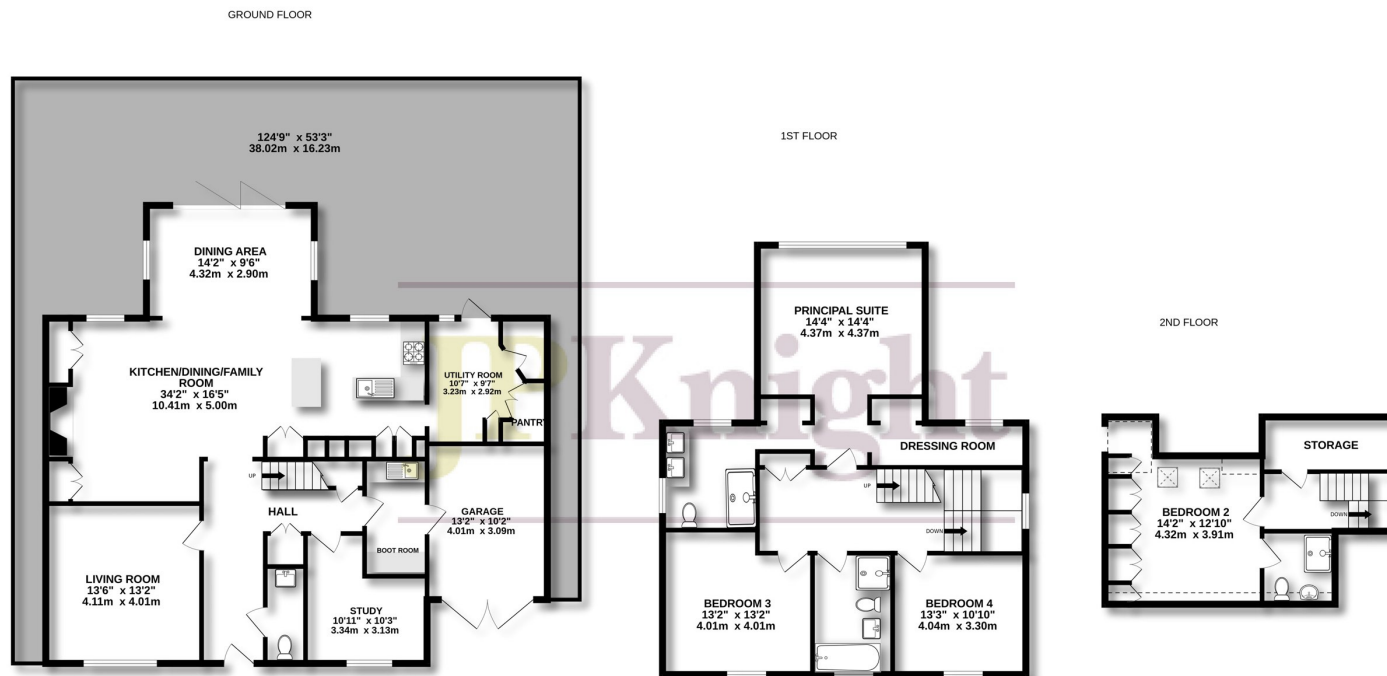 GROUND FLOOR
124'9" x 53'3"
38.02m x 16.23m
DINING AREA
14'2" x 9'6"
4.32m x 2.90m
KITCHEN/DINING/FAMILY
ROOM
34'2" x 16'5"
10.41m x 5.00m
UTILITY ROOM
10'7" x 9'7"
3.23m x 2.92m
PANTRY
UP
HALL
BOOT ROOM
GARAGE
13'2" x 10'2"
4.01m x 3.09m
LIVING ROOM
13'6" x 13'2"
4.11m x 4.01m
STUDY
10'11" x 10'3"
3.34m x 3.13m
JPKnight
1ST FLOOR
PRINCIPAL SUITE
14'4" x 14'4"
4.37m x 4.37m
DRESSING ROOM
UP
DOWN
BEDROOM 3
13'2" x 13'2"
4.01m x 4.01m
BEDROOM 4
13'3" x 10'10"
4.04m x 3.30m
2ND FLOOR
STORAGE
BEDROOM 2
14'2" x 12'10"
4.32m x 3.91m
DOWN